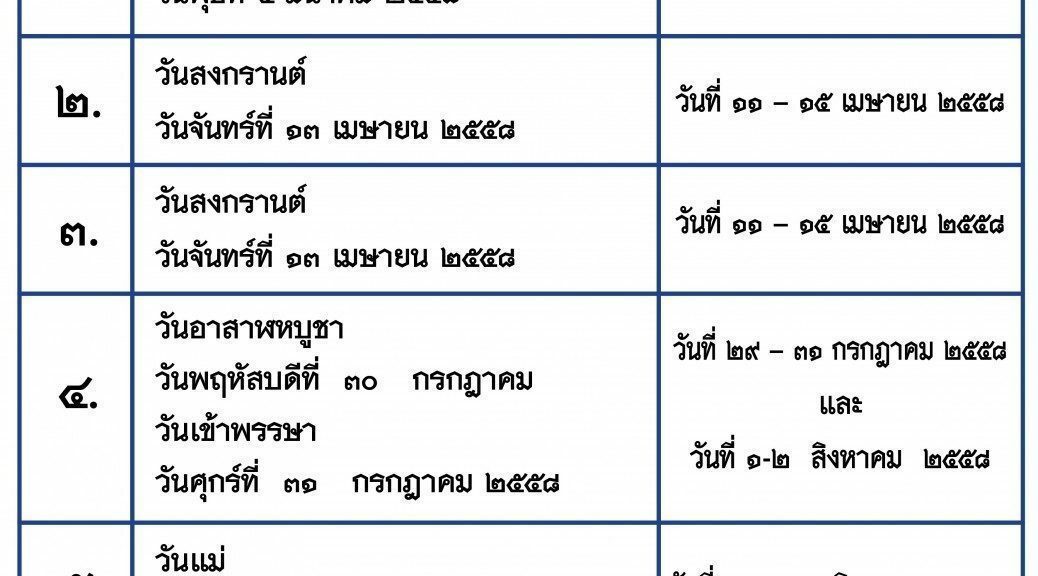 ๒.
วันสงกรานต์
วันจันทร์ที่ ๑๓ เมษายน ๒๕๕๘
วันที่ ๑๑ – ๑๕ เมษายน ๒๕๕๘
๓.
วันสงกรานต์
วันจันทร์ที่ ๑๓ เมษายน ๒๕๕๘
วันที่ ๑๑ – ๑๕ เมษายน ๒๕๕๘
๔.
วันอาสาฬหบูชา
วันพฤหัสบดีที่ ๓๐ กรกฎาคม
วันเข้าพรรษา
วันศุกร์ที่ ๓๑ กรกฎาคม ๒๕๕๘
วันที่ ๒๙ – ๓๑ กรกฎาคม ๒๕๕๘
และ
วันที่ ๑-๒ สิงหาคม ๒๕๕๘
วันแม่